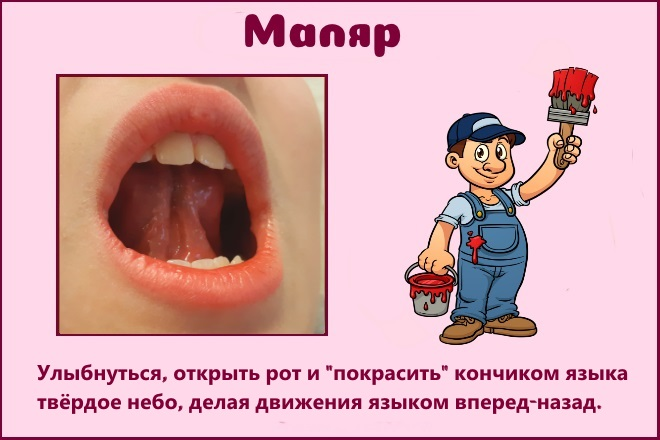 Маляр
Улыбнуться, открыть рот и "покрасить" кончиком языка
твёрдое небо, делая движения языком вперед-назад.